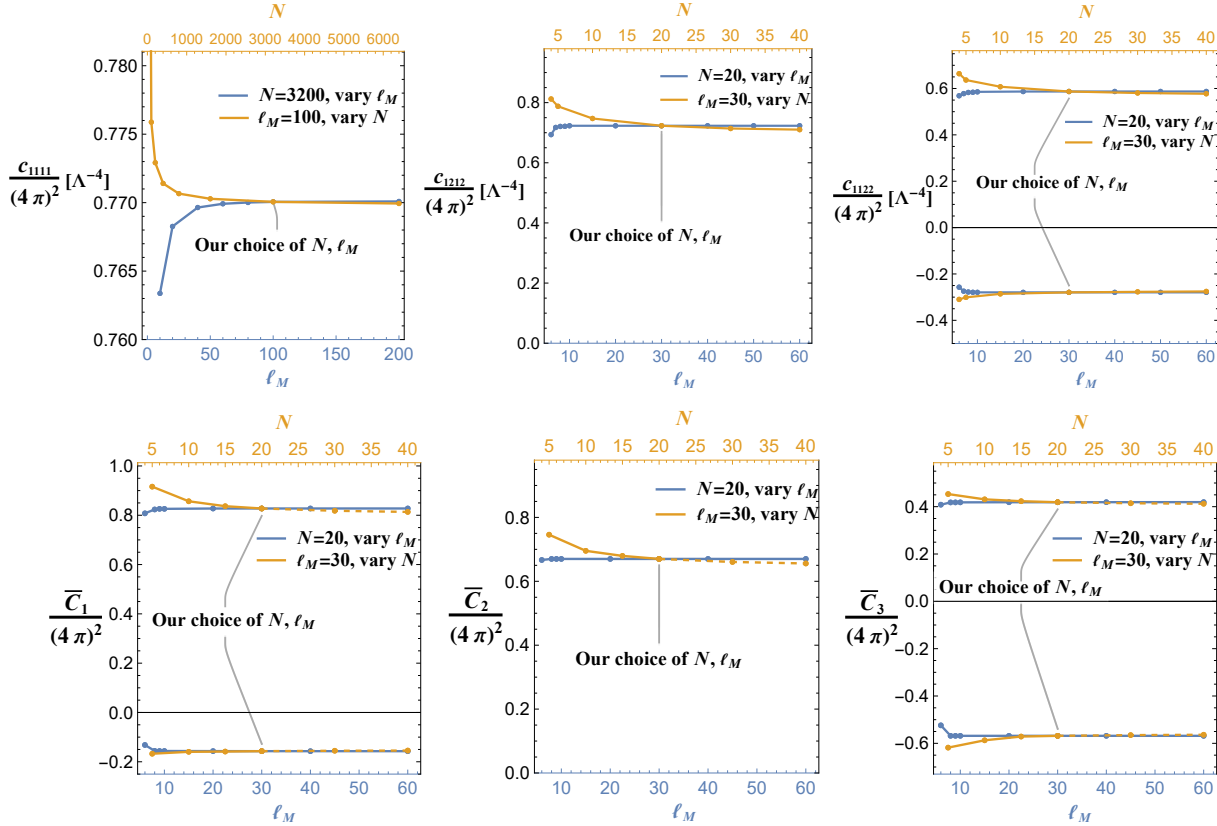 N
0 1000 2000 3000 4000 5000 6000
0.780
0.775
0.770
0.765
0.760
c1111/(4 π)² [Λ⁻⁴]
N=3200, vary ℓM
ℓM=100, vary N
Our choice of N, ℓM
0 50 100 150 200
ℓM
N
5 10 15 20 25 30 35 40
0.8
0.6
0.4
0.2
0.0
c1212/(4 π)² [Λ⁻⁴]
N=20, vary ℓM
ℓM=30, vary N
Our choice of N, ℓM
10 20 30 40 50 60
ℓM
N
5 10 15 20 25 30 35 40
0.6
0.4
0.2
0.0
−0.2
−0.4
c1122/(4 π)² [Λ⁻⁴]
N=20, vary ℓM
ℓM=30, vary N
Our choice of N, ℓM
10 20 30 40 50 60
ℓM
N
5 10 15 20 25 30 35 40
1.0
0.8
0.6
0.4
0.2
0.0
−0.2
C̅1/(4 π)²
N=20, vary ℓM
ℓM=30, vary N
Our choice of N, ℓM
10 20 30 40 50 60
ℓM
N
5 10 15 20 25 30 35 40
0.8
0.6
0.4
0.2
0.0
C̅2/(4 π)²
N=20, vary ℓM
ℓM=30, vary N
Our choice of N, ℓM
10 20 30 40 50 60
ℓM
N
5 10 15 20 25 30 35 40
0.4
0.2
0.0
−0.2
−0.4
−0.6
C̅3/(4 π)²
N=20, vary ℓM
ℓM=30, vary N
Our choice of N, ℓM
10 20 30 40 50 60
ℓM